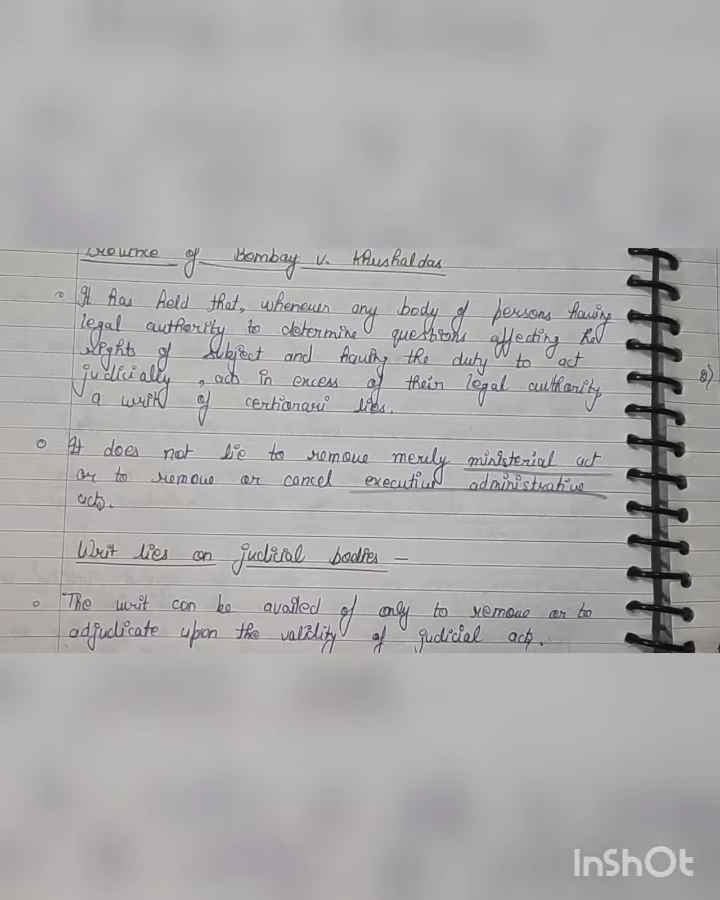 Province of Bombay v. Khushaldas
It has held that, whenever any body of persons having
legal authority to determine questions affecting the
rights of subject and having the duty to act
judicially, acts in excess of their legal authority
a writ of certiorari lies.
It does not lie to remove merely ministerial act
or to remove or cancel executive administrative
acts.
Writ lies on judicial bodies –
The writ can be availed of only to remove or to
adjudicate upon the validity of judicial acts.
8)
InShOt